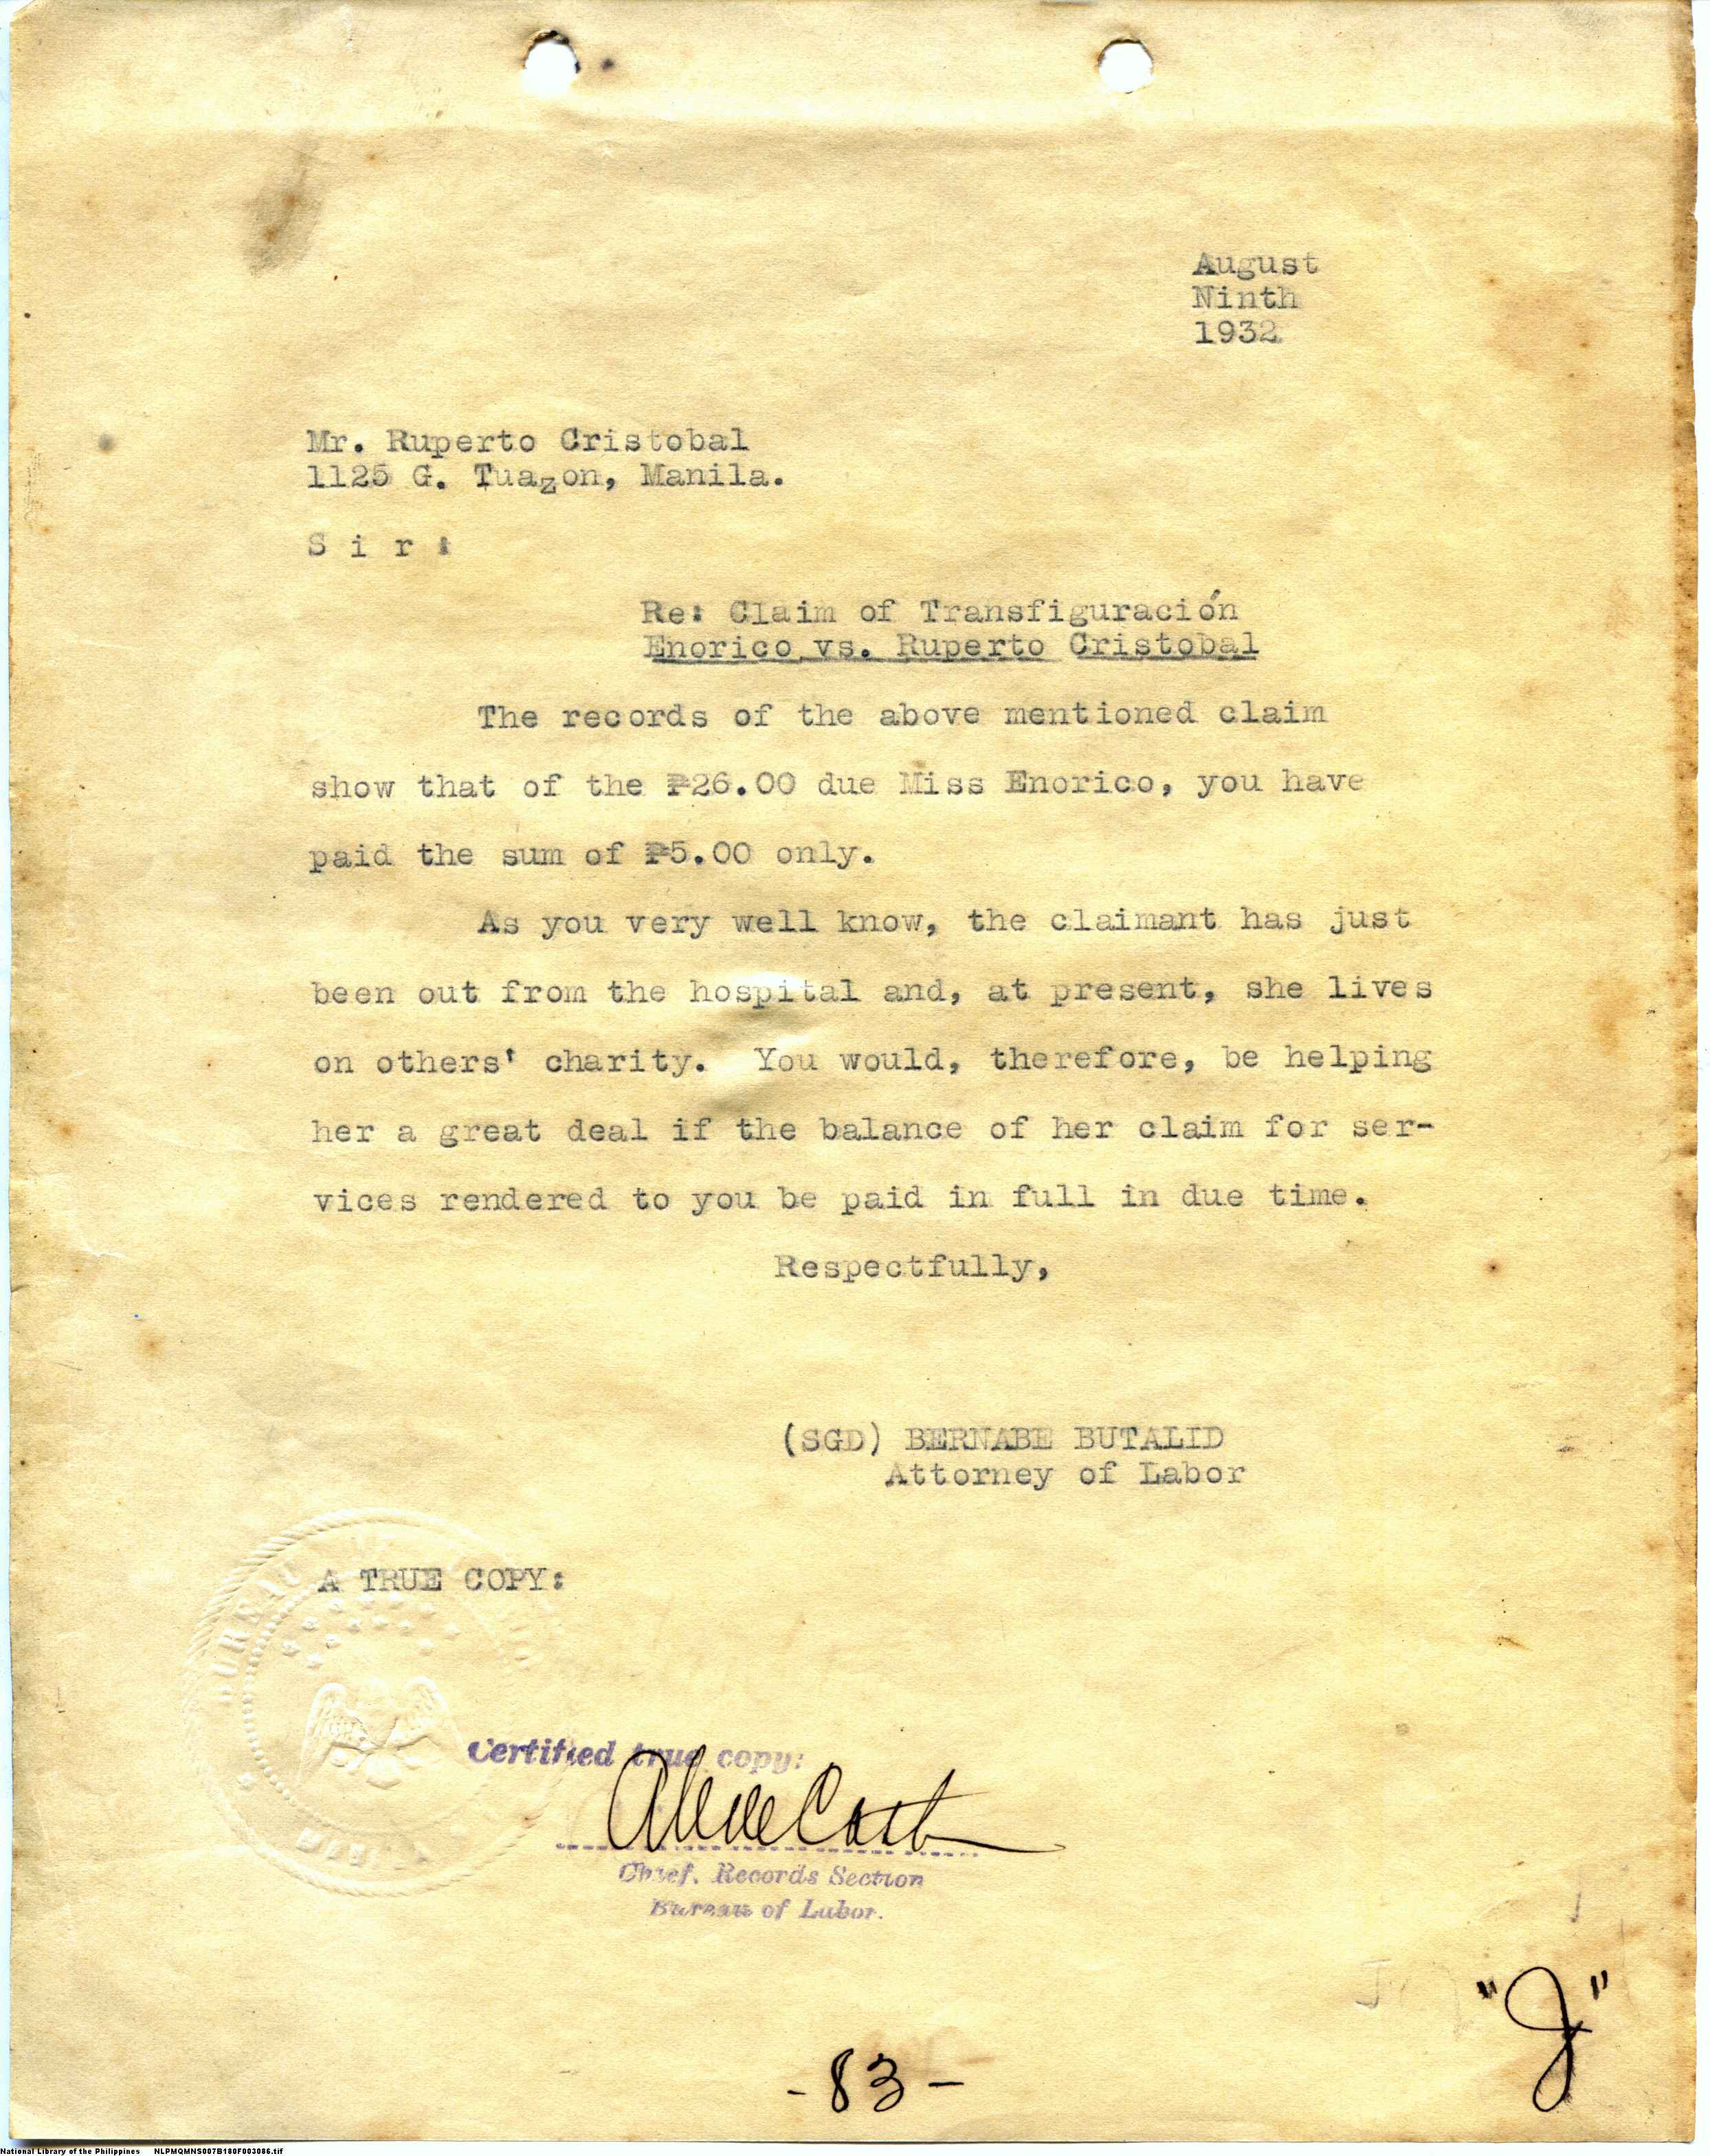 August
Ninth
1932
Mr. Ruperto Cristobal
1125 G. Tuazon, Manila.
S i r :
Re: Claim of Transfiguración
Enorico vs. Ruperto Cristobal
The records of the above mentioned claim
show that of the ₱26.00 due Miss Enorico, you have
paid the sum of ₱5.00 only.
As you very well know, the claimant has just
been out from the hospital and, at present, she lives
on others' charity. You would, therefore, be helping
her a great deal if the balance of her claim for ser-
vices rendered to you be paid in full in due time.
Respectfully,
(SGD) BERNABE BUTALID
Attorney of Labor
A TRUE COPY:
BUREAU
Certified true copy:
Chief. Records Section
Bureau of Labor.
"J"
- 83 -
National Library of the Philippines NLPMQMNS007B180F003086.tif